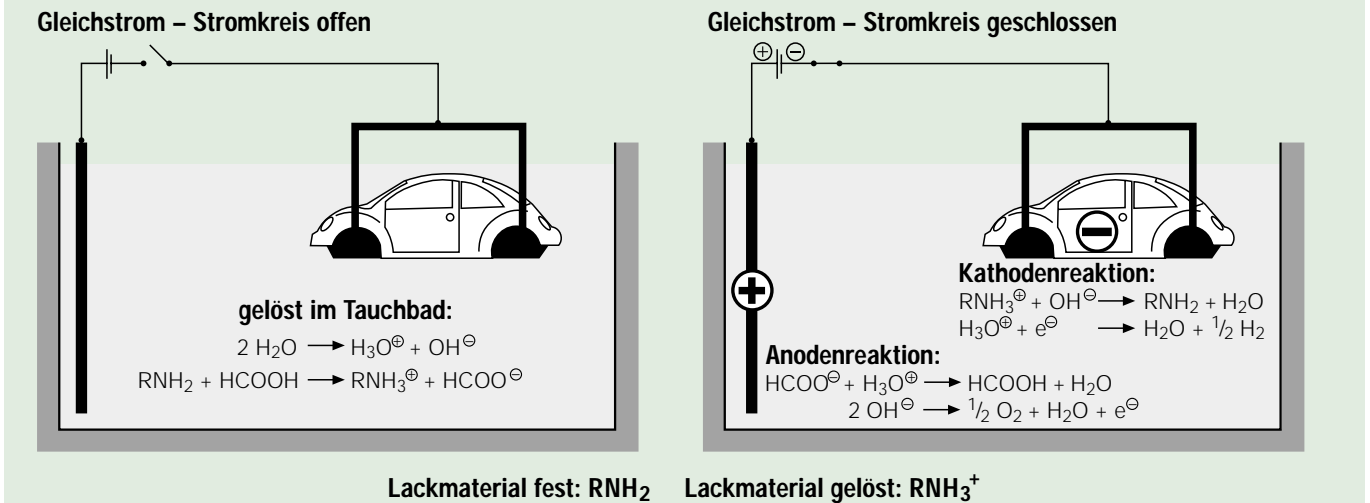 Gleichstrom – Stromkreis offen
gelöst im Tauchbad:
2 H₂O ⟶ H₃O⊕ + OH⊖
RNH₂ + HCOOH ⟶ RNH₃⊕ + HCOO⊖
Gleichstrom – Stromkreis geschlossen
⊕ ⊖
+
−
Kathodenreaktion:
RNH₃⊕ + OH⊖ ⟶ RNH₂ + H₂O
H₃O⊕ + e⊖ ⟶ H₂O + ½ H₂
Anodenreaktion:
HCOO⊖ + H₃O⊕ ⟶ HCOOH + H₂O
2 OH⊖ ⟶ ½ O₂ + H₂O + e⊖
Lackmaterial fest: RNH₂ Lackmaterial gelöst: RNH₃⁺